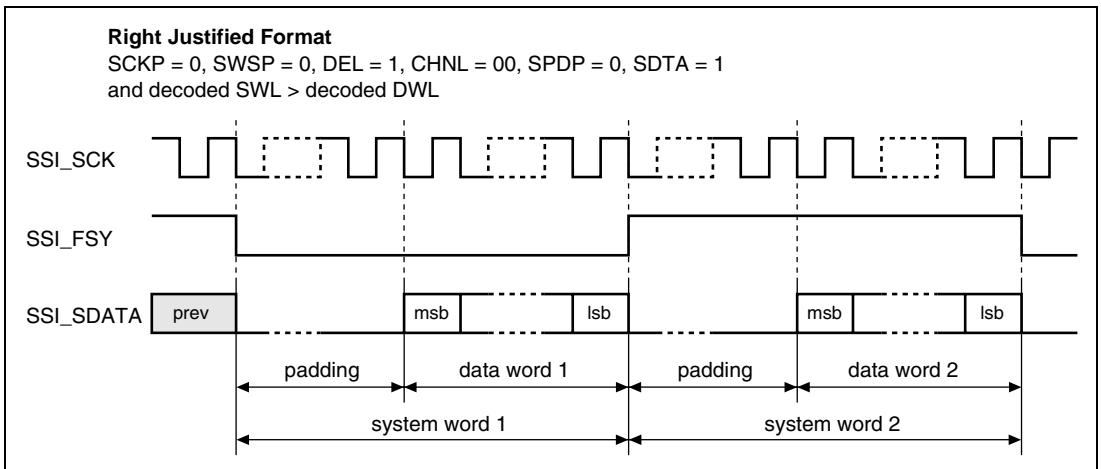 Right Justified Format
SCKP = 0, SWSP = 0, DEL = 1, CHNL = 00, SPDP = 0, SDTA = 1
and decoded SWL > decoded DWL
SSI_SCK
SSI_FSY
SSI_SDATA prev msb lsb msb lsb
padding data word 1 padding data word 2
system word 1 system word 2